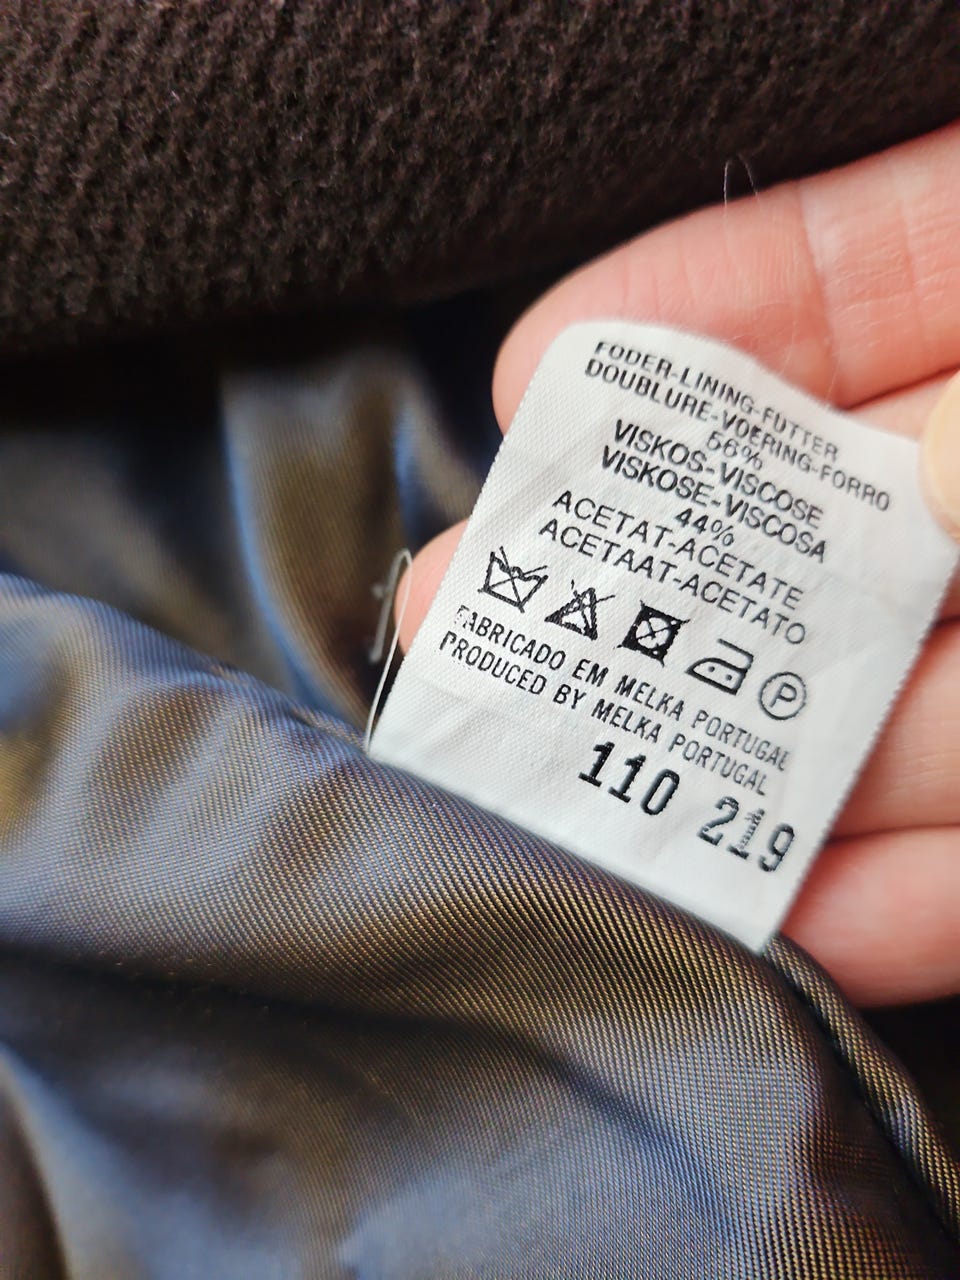 FODER-LINING-FUTTER
DOUBLURE-VOERING-FORRO
56%
VISKOS-VISCOSE
VISKOSE-VISCOSA
44%
ACETAT-ACETATE
ACETAAT-ACETATO
P
FABRICADO EM MELKA PORTUGAL
PRODUCED BY MELKA PORTUGAL
110 219